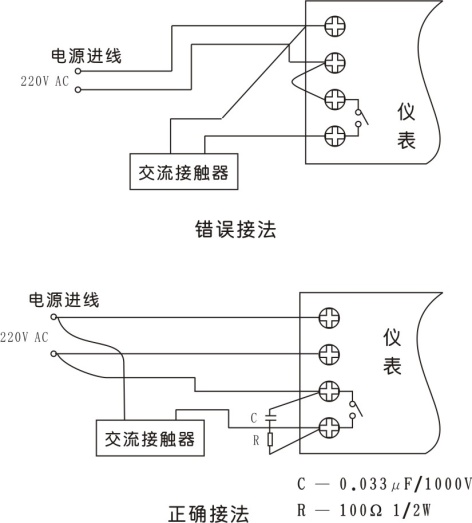 电源进线
220V AC
仪
表
交流接触器
错误接法
电源进线
220V AC
仪
表
C
R
交流接触器
C — 0.033μF/1000V
正确接法
R — 100Ω 1/2W